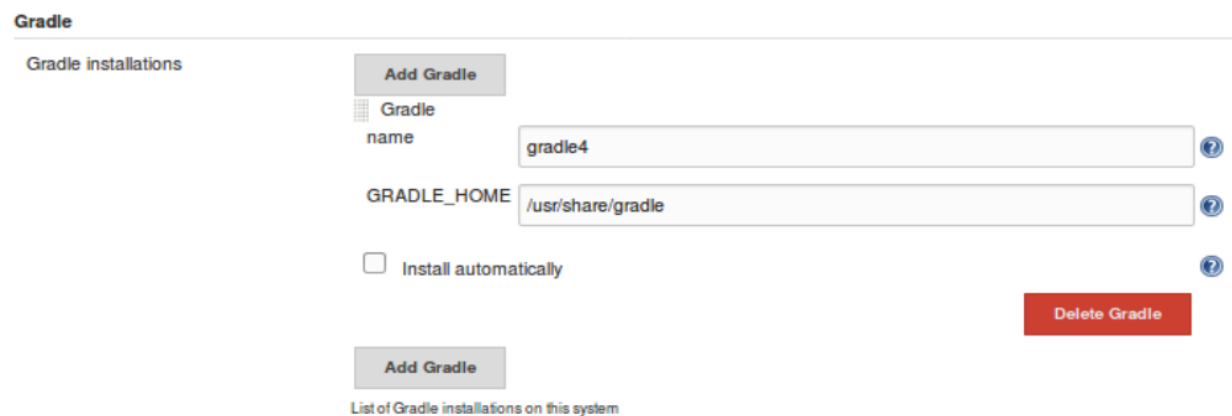 Gradle
Gradle installations
Add Gradle
Gradle
name
gradle4
GRADLE_HOME
/usr/share/gradle
Install automatically
Delete Gradle
Add Gradle
List of Gradle installations on this system